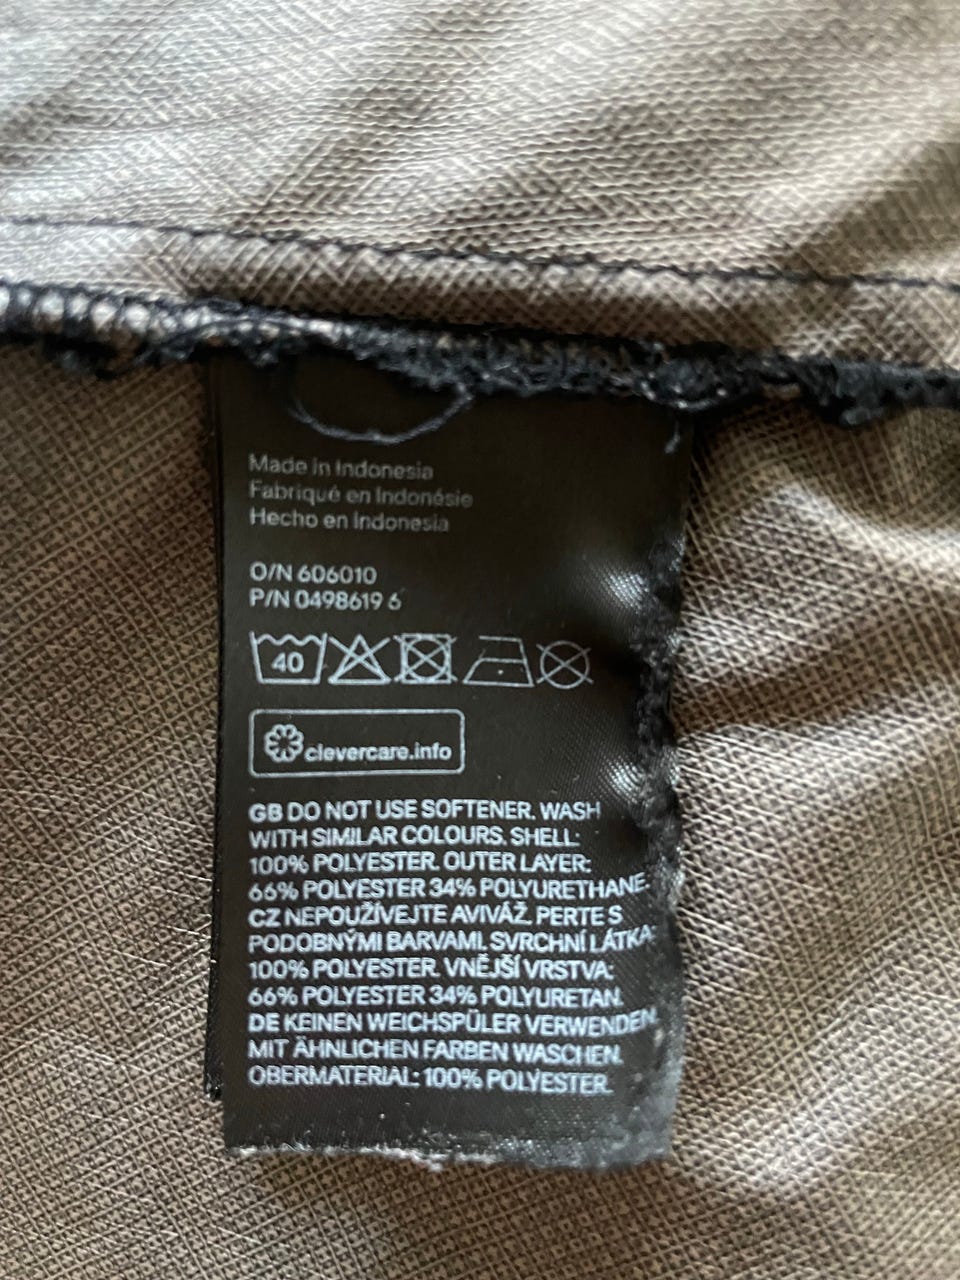 Made in Indonesia
Fabriqué en Indonésie
Hecho en Indonesia
O/N 606010
P/N 0498619 6
40
clevercare.info
GB DO NOT USE SOFTENER. WASH
WITH SIMILAR COLOURS. SHELL:
100% POLYESTER. OUTER LAYER:
66% POLYESTER 34% POLYURETHANE.
CZ NEPOUŽÍVEJTE AVIVÁŽ. PERTE S
PODOBNÝMI BARVAMI. SVRCHNÍ LÁTKA:
100% POLYESTER. VNĚJŠÍ VRSTVA:
66% POLYESTER 34% POLYURETAN.
DE KEINEN WEICHSPÜLER VERWENDEN.
MIT ÄHNLICHEN FARBEN WASCHEN.
OBERMATERIAL: 100% POLYESTER.